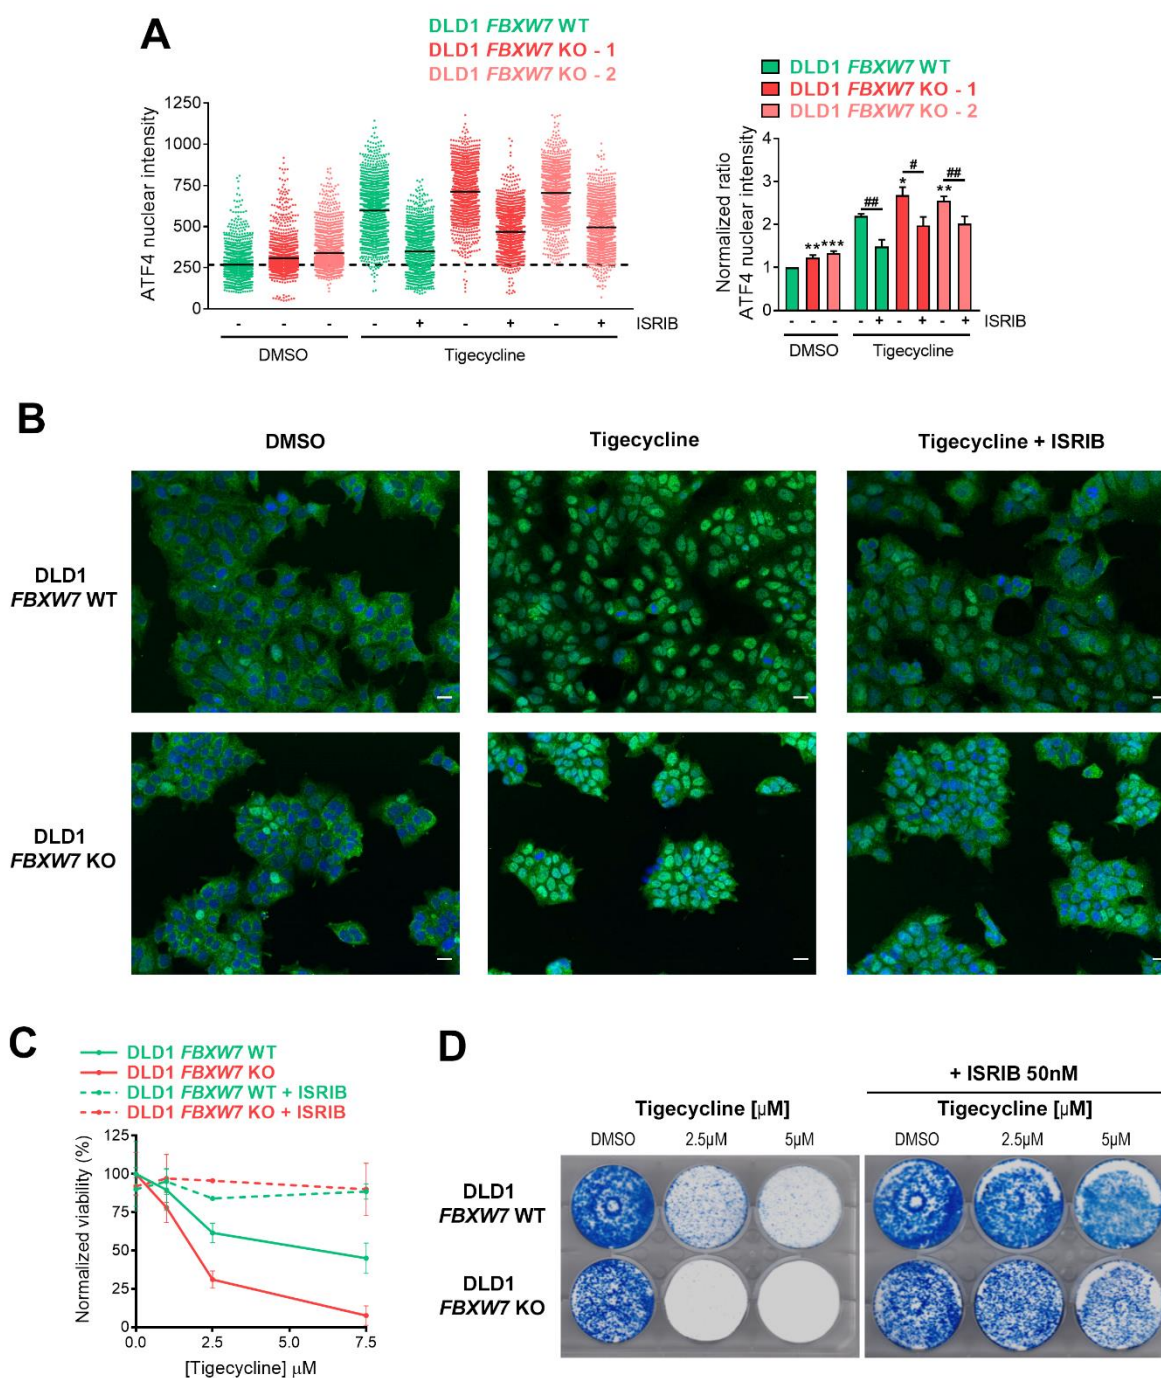 A
DLD1 FBXW7 WT
DLD1 FBXW7 KO - 1
DLD1 FBXW7 KO - 2
ATF4 nuclear intensity
1250
1000
750
500
250
0
- - - - + - + - + ISRIB
DMSO Tigecycline
DLD1 FBXW7 WT
DLD1 FBXW7 KO - 1
DLD1 FBXW7 KO - 2
Normalized ratio
ATF4 nuclear intensity
4
3
2
1
0
** *** ## * # ** ##
- - - - + - + - + ISRIB
DMSO Tigecycline
B
DMSO Tigecycline Tigecycline + ISRIB
DLD1
FBXW7 WT
DLD1
FBXW7 KO
C
DLD1 FBXW7 WT
DLD1 FBXW7 KO
DLD1 FBXW7 WT + ISRIB
DLD1 FBXW7 KO + ISRIB
Normalized viability (%)
125
100
75
50
25
0
0.0 2.5 5.0 7.5
[Tigecycline] μM
D
+ ISRIB 50nM
Tigecycline [μM] Tigecycline [μM]
DMSO 2.5μM 5μM DMSO 2.5μM 5μM
DLD1
FBXW7 WT
DLD1
FBXW7 KO